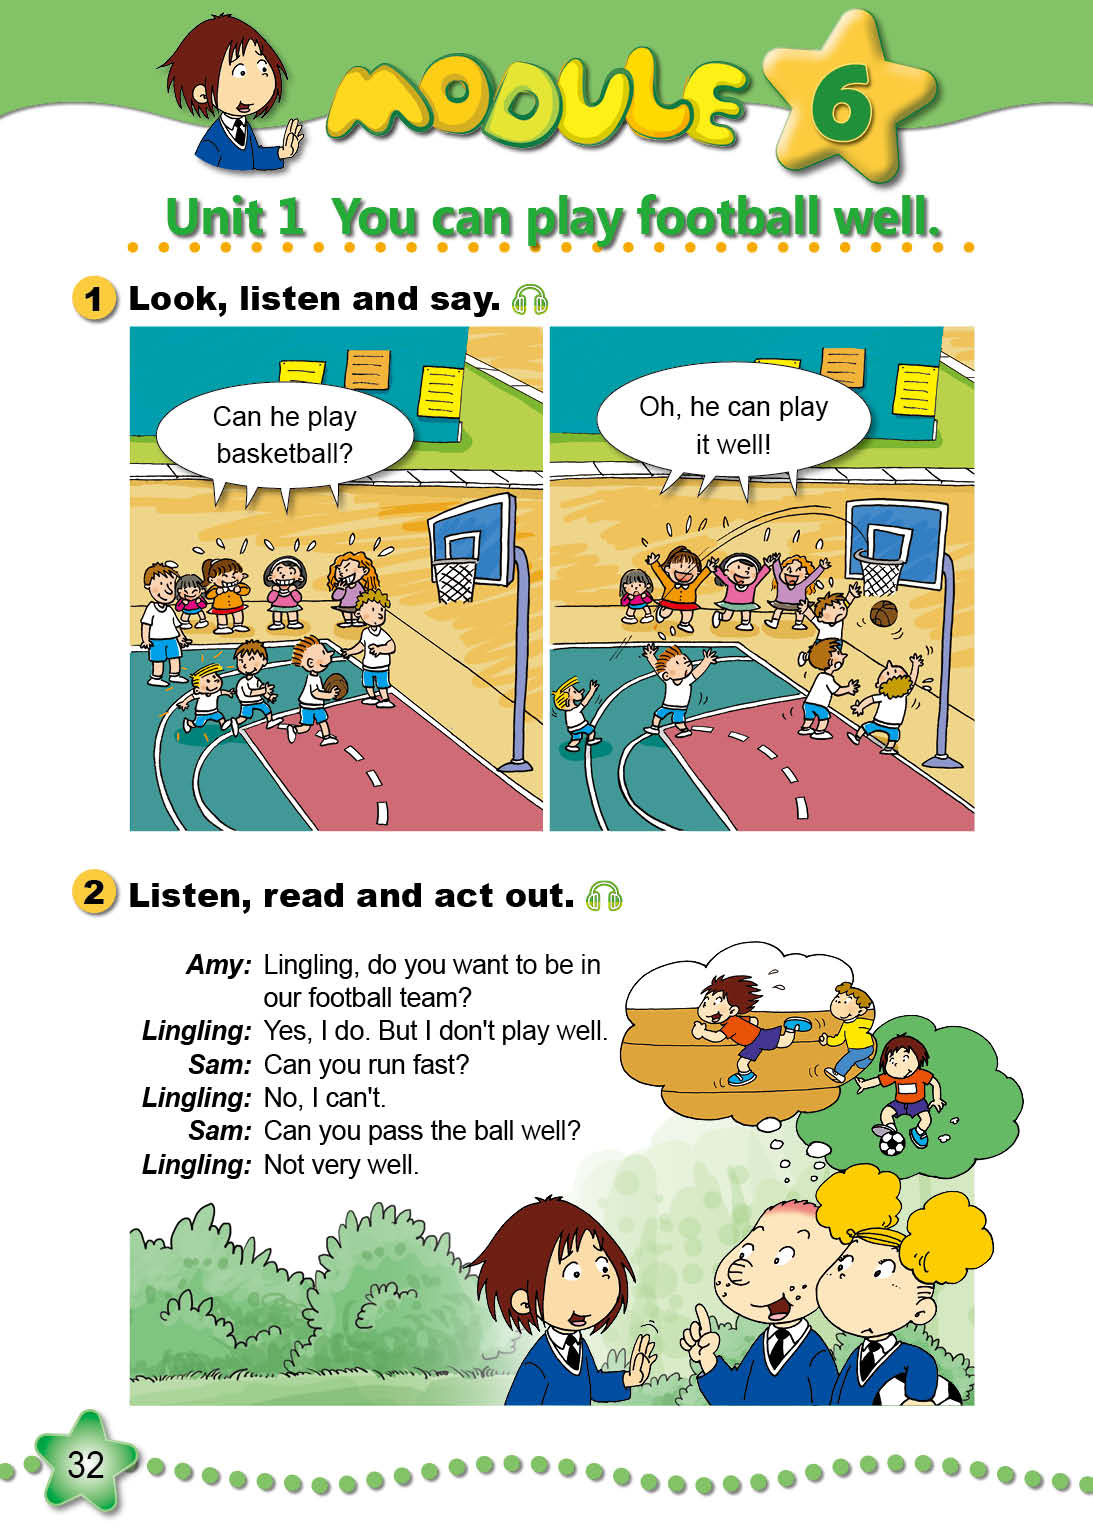 MODULE 6
Unit 1 You can play football well.
1 Look, listen and say.
Can he play
basketball?
Oh, he can play
it well!
2 Listen, read and act out.
Amy: Lingling, do you want to be in
our football team?
Lingling: Yes, I do. But I don't play well.
Sam: Can you run fast?
Lingling: No, I can't.
Sam: Can you pass the ball well?
Lingling: Not very well.
32